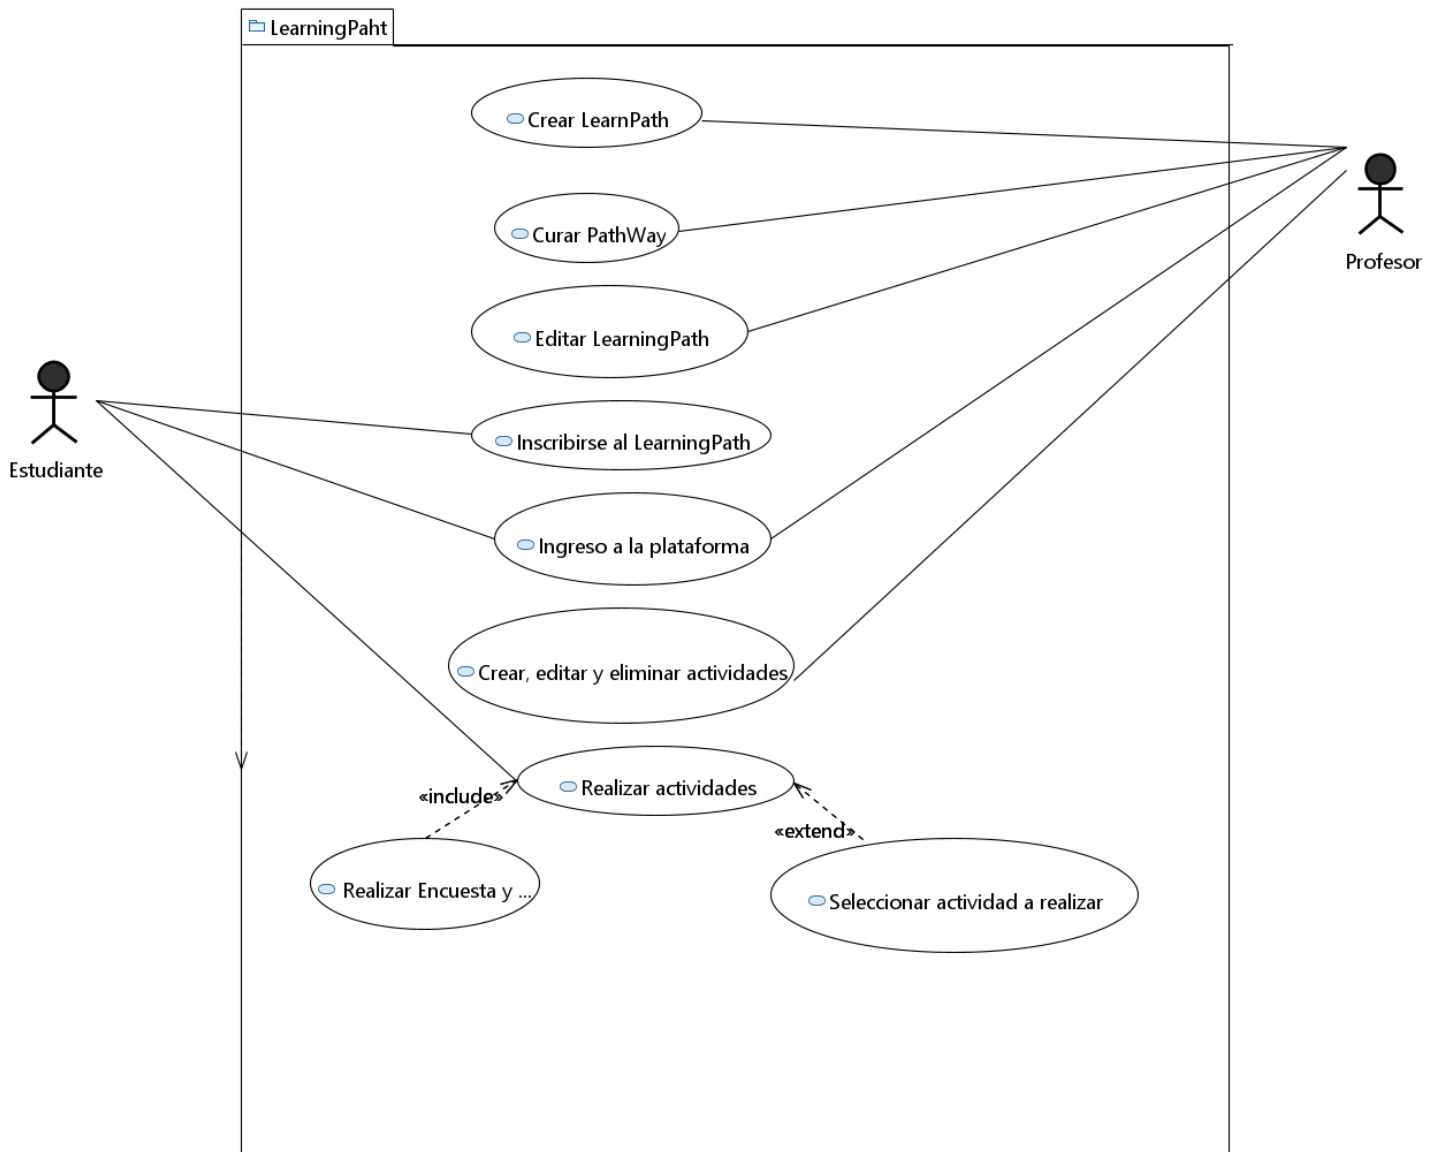 LearningPaht
Crear LearnPath
Curar PathWay
Profesor
Editar LearningPath
Inscribirse al LearningPath
Estudiante
Ingreso a la plataforma
Crear, editar y eliminar actividades
Realizar actividades
«include»
«extend»
Realizar Encuesta y ...
Seleccionar actividad a realizar